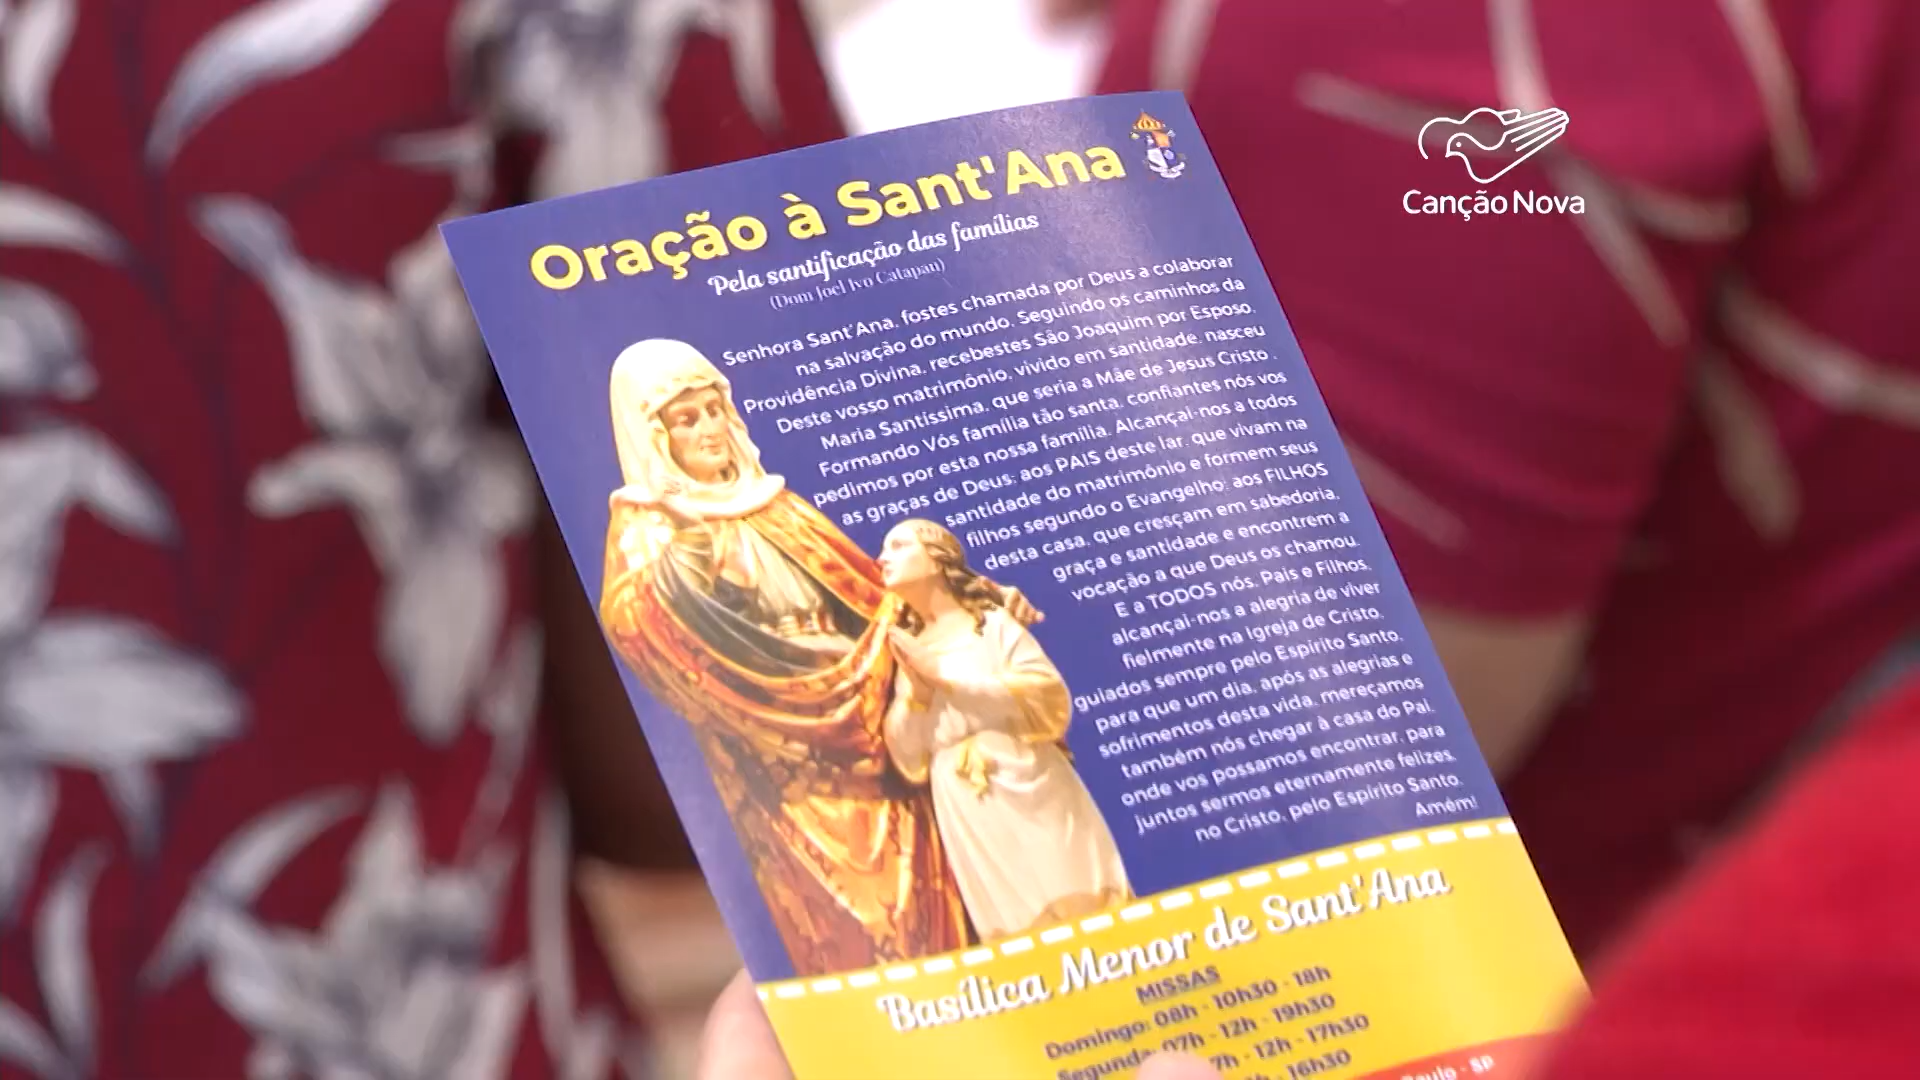 Canção Nova
Oração à Sant'Ana
Pela santificação das famílias
(Dom Joel Ivo Catapan)
Senhora Sant'Ana, fostes chamada por Deus a colaborar
na salvação do mundo. Seguindo os caminhos da
Providência Divina, recebestes São Joaquim por Esposo.
Deste vosso matrimônio, vivido em santidade, nasceu
Maria Santíssima, que seria a Mãe de Jesus Cristo.
Formando Vós família tão santa, confiantes nós vos
pedimos por esta nossa família. Alcançai-nos a todos
as graças de Deus: aos PAIS deste lar, que vivam na
santidade do matrimônio e formem seus
filhos segundo o Evangelho; aos FILHOS
desta casa, que cresçam em sabedoria,
graça e santidade e encontrem a
vocação a que Deus os chamou.
E a TODOS nós, Pais e Filhos,
alcançai-nos a alegria de viver
fielmente na Igreja de Cristo,
guiados sempre pelo Espírito Santo,
para que um dia, após as alegrias e
sofrimentos desta vida, mereçamos
também nós chegar à casa do Pai,
onde vos possamos encontrar, para
juntos sermos eternamente felizes,
no Cristo, pelo Espírito Santo.
Amém!
Basílica Menor de Sant'Ana
MISSAS
Domingo: 08h - 10h30 - 18h
Segunda: 07h - 12h - 19h30
7h - 12h - 17h30
16h30
Paulo - SP